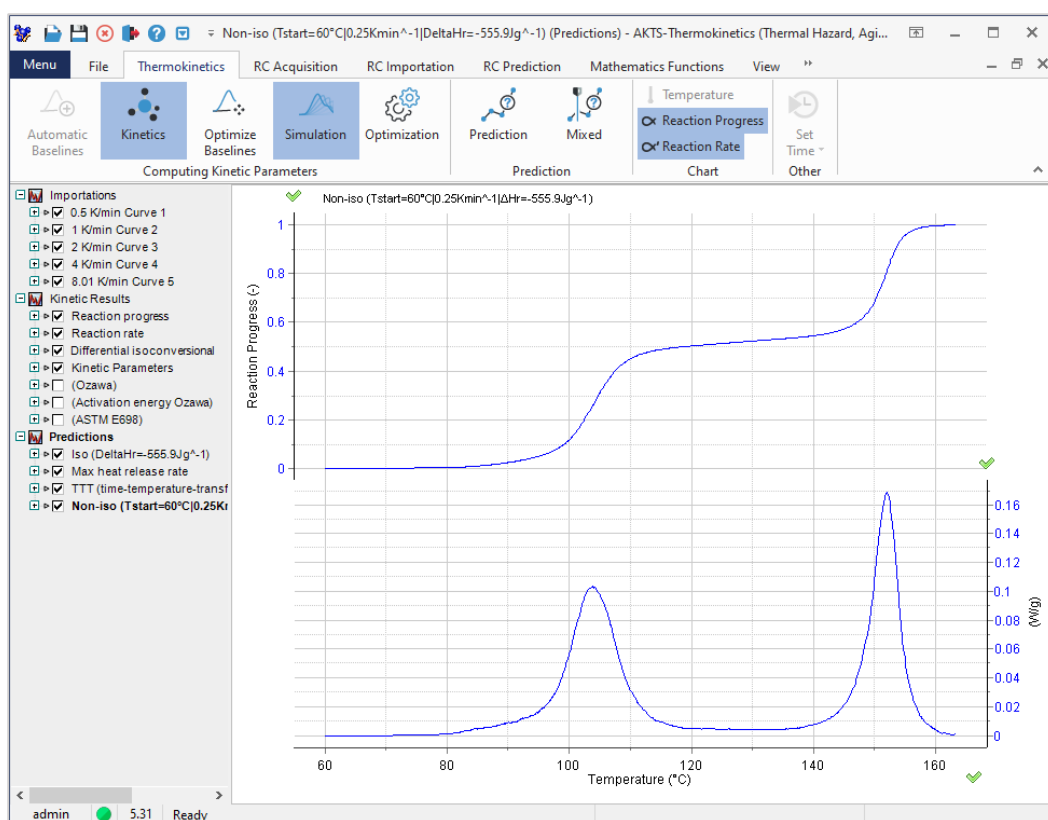 Non-iso (Tstart=60°C|0.25Kmin^-1|DeltaHr=-555.9Jg^-1) (Predictions) - AKTS-Thermokinetics (Thermal Hazard, Agi...
Menu File Thermokinetics RC Acquisition RC Importation RC Prediction Mathematics Functions View
Automatic Baselines
Kinetics
Optimize Baselines
Simulation
Optimization
Computing Kinetic Parameters
Prediction
Mixed
Prediction
Temperature
Reaction Progress
Reaction Rate
Chart
Set Time
Other
Importations
0.5 K/min Curve 1
1 K/min Curve 2
2 K/min Curve 3
4 K/min Curve 4
8.01 K/min Curve 5
Kinetic Results
Reaction progress
Reaction rate
Differential isoconversional
Kinetic Parameters
(Ozawa)
(Activation energy Ozawa)
(ASTM E698)
Predictions
Iso (DeltaHr=-555.9Jg^-1)
Max heat release rate
TTT (time-temperature-transf
Non-iso (Tstart=60°C|0.25Kr
Non-iso (Tstart=60°C|0.25Kmin^-1|ΔHr=-555.9Jg^-1)
Reaction Progress (-)
1
0.8
0.6
0.4
0.2
0
0.16
0.14
0.12
0.1
0.08
0.06
0.04
0.02
0
(W/g)
60 80 100 120 140 160
Temperature (°C)
admin 5.31 Ready